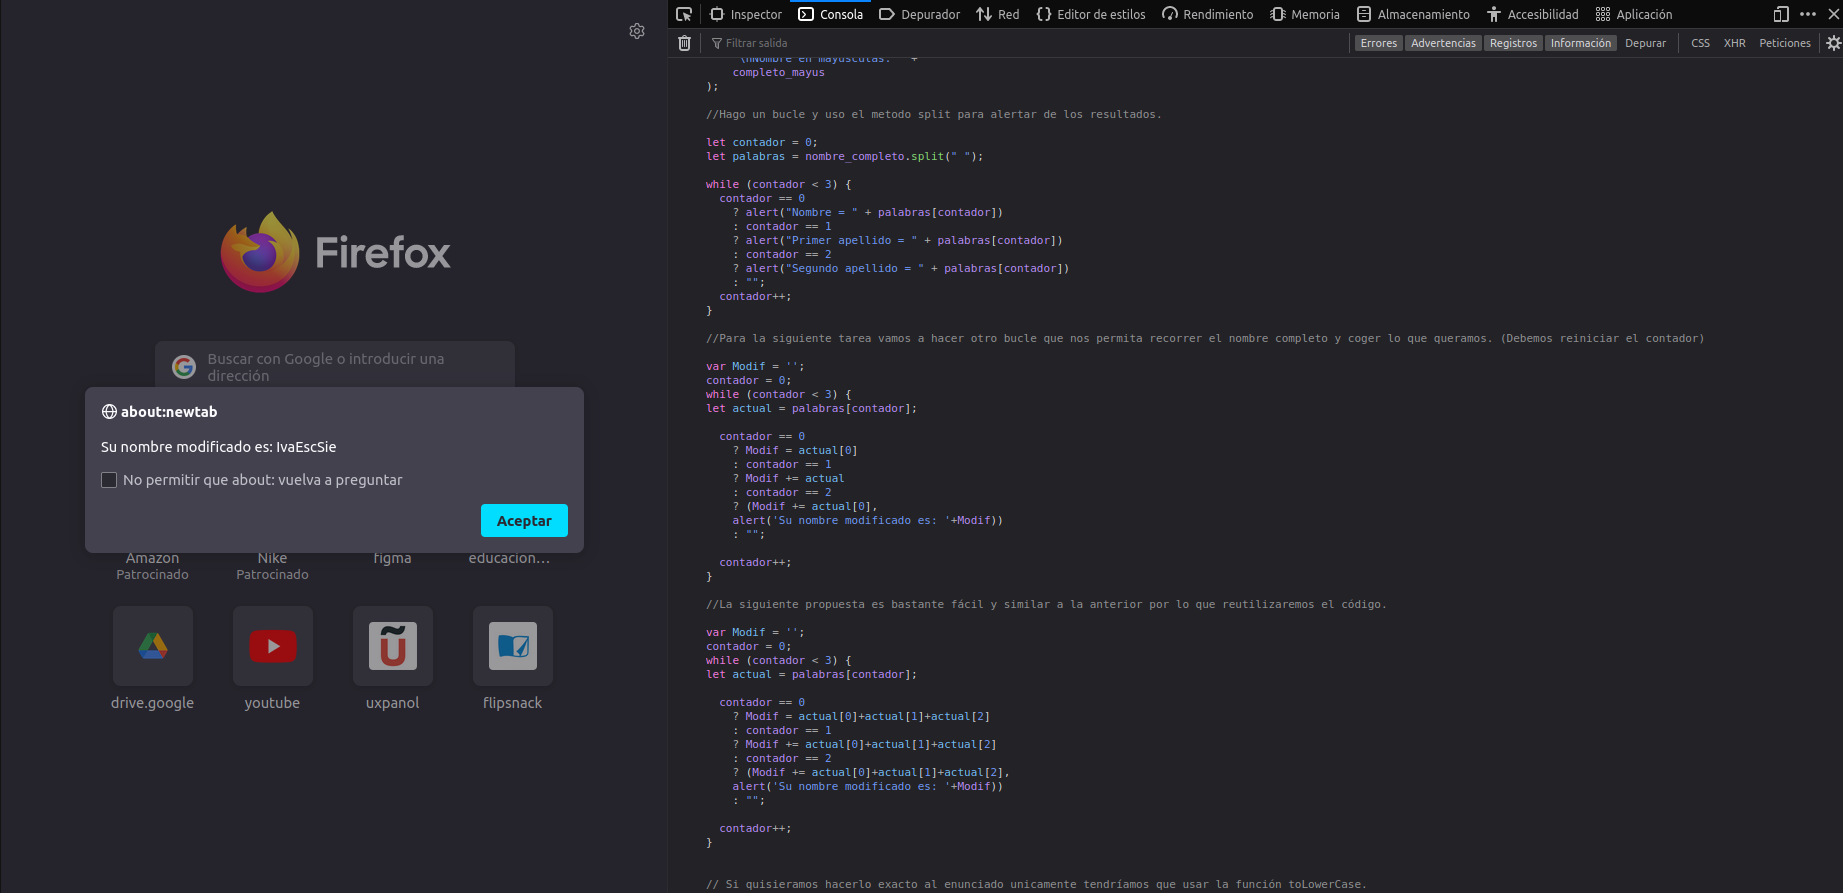 Firefox
Buscar con Google o introducir una
dirección
about:newtab
Su nombre modificado es: IvaEscSie
No permitir que about: vuelva a preguntar
Aceptar
Amazon
Patrocinado
Nike
Patrocinado
figma
educacion...
drive.google
youtube
uxpanol
flipsnack
Inspector
Consola
Depurador
Red
Editor de estilos
Rendimiento
Memoria
Almacenamiento
Accesibilidad
Aplicación
Filtrar salida
Errores
Advertencias
Registros
Información
Depurar
CSS
XHR
Peticiones
"\nNombre en mayúsculas: " +
completo_mayus
);
//Hago un bucle y uso el metodo split para alertar de los resultados.
let contador = 0;
let palabras = nombre_completo.split(" ");
while (contador < 3) {
contador == 0
? alert("Nombre = " + palabras[contador])
: contador == 1
? alert("Primer apellido = " + palabras[contador])
: contador == 2
? alert("Segundo apellido = " + palabras[contador])
: "";
contador++;
}
//Para la siguiente tarea vamos a hacer otro bucle que nos permita recorrer el nombre completo y coger lo que queramos. (Debemos reiniciar el contador)
var Modif = '';
contador = 0;
while (contador < 3) {
let actual = palabras[contador];
contador == 0
? Modif = actual[0]
: contador == 1
? Modif += actual
: contador == 2
? (Modif += actual[0],
alert('Su nombre modificado es: '+Modif))
: "";
contador++;
}
//La siguiente propuesta es bastante fácil y similar a la anterior por lo que reutilizaremos el código.
var Modif = '';
contador = 0;
while (contador < 3) {
let actual = palabras[contador];
contador == 0
? Modif = actual[0]+actual[1]+actual[2]
: contador == 1
? Modif += actual[0]+actual[1]+actual[2]
: contador == 2
? (Modif += actual[0]+actual[1]+actual[2],
alert('Su nombre modificado es: '+Modif))
: "";
contador++;
}
// Si quisieramos hacerlo exacto al enunciado unicamente tendríamos que usar la función toLowerCase.